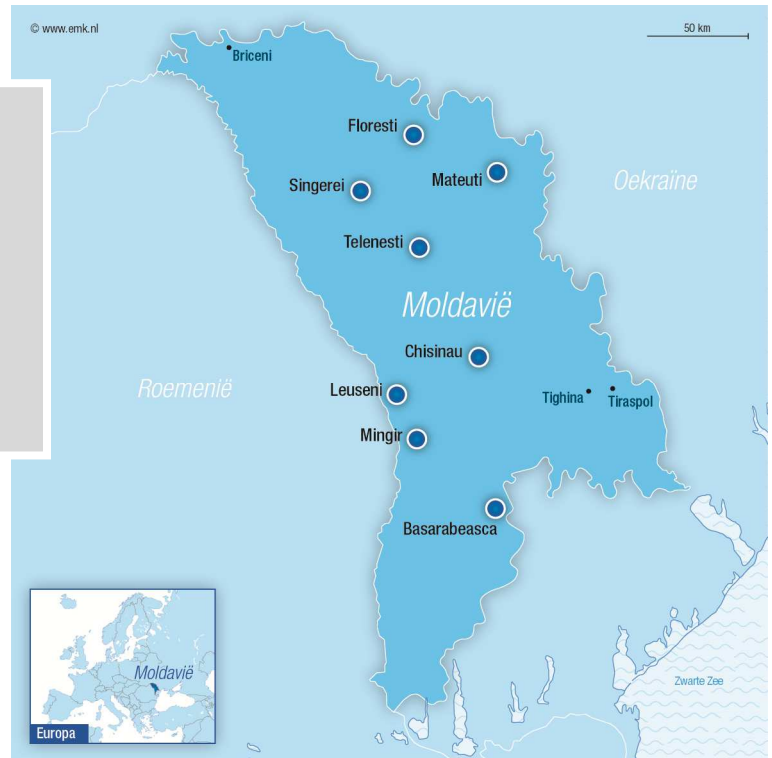 © www.emk.nl
50 km
Briceni
Floresti
Mateuti
Oekraïne
Singerei
Telenesti
Moldavië
Chisinau
Roemenië
Leuseni
Tighina
Tiraspol
Mingir
Basarabeasca
Moldavië
Zwarte Zee
Europa